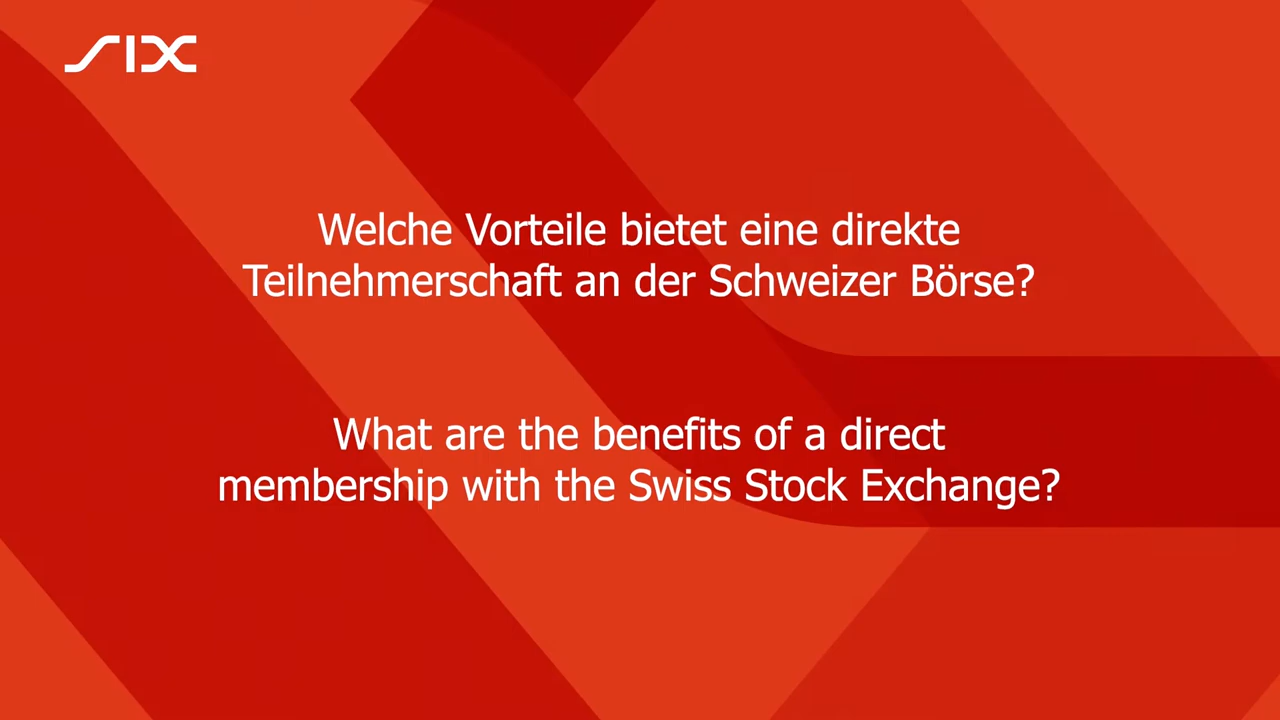 SIX
Welche Vorteile bietet eine direkte
Teilnehmerschaft an der Schweizer Börse?
What are the benefits of a direct
membership with the Swiss Stock Exchange?